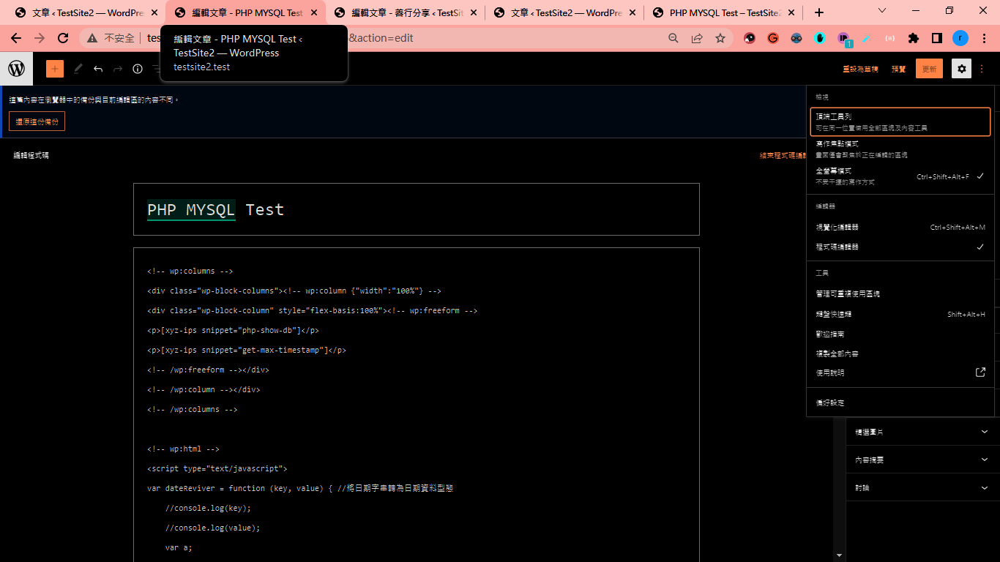 文章 ‹ TestSite2 — WordPre
編輯文章 - PHP MYSQL Test
編輯文章 - 善行分享 ‹ TestSit
文章 ‹ TestSite2 — WordPre
PHP MYSQL Test – TestSite2
不安全
tes
&action=edit
編輯文章 - PHP MYSQL Test ‹
TestSite2 — WordPress
testsite2.test
1
r
重設為草稿
預覽
更新
這篇內容在瀏覽器中的備份與目前編輯區的內容不同。
還原這份備份
編輯程式碼
結束程式碼編輯
PHP MYSQL Test
<!-- wp:columns -->
<div class="wp-block-columns"><!-- wp:column {"width":"100%"} -->
<div class="wp-block-column" style="flex-basis:100%"><!-- wp:freeform -->
<p>[xyz-ips snippet="php-show-db"]</p>
<p>[xyz-ips snippet="get-max-timestamp"]</p>
<!-- /wp:freeform --></div>
<!-- /wp:column --></div>
<!-- /wp:columns -->
<!-- wp:html -->
<script type="text/javascript">
var dateReviver = function (key, value) { //將日期字串轉為日期資料型態
//console.log(key);
//console.log(value);
var a;
檢視
頂端工具列
可在同一位置使用全部區塊及內容工具
寫作焦點模式
畫面僅會聚焦於正在編輯的區塊
全螢幕模式
不受干擾的寫作方式
Ctrl+Shift+Alt+F
編輯器
視覺化編輯器
Ctrl+Shift+Alt+M
程式碼編輯器
工具
管理可重複使用區塊
鍵盤快速鍵
Shift+Alt+H
歡迎指南
複製全部內容
使用說明
偏好設定
精選圖片
內容摘要
討論